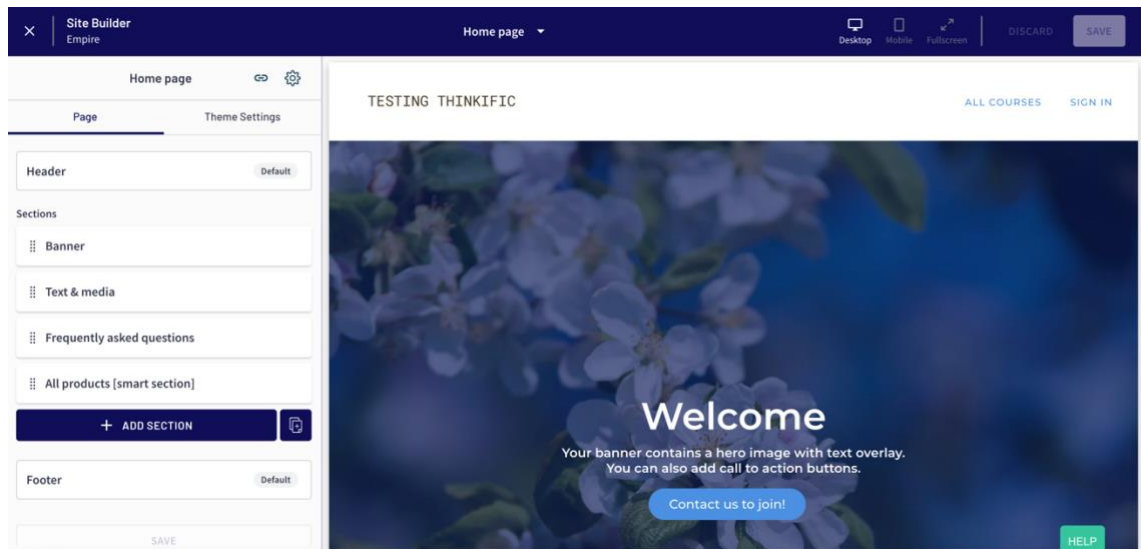 Site Builder
Empire
Home page
Desktop
Mobile
Fullscreen
DISCARD
SAVE
Home page
Page
Theme Settings
Header
Default
Sections
Banner
Text & media
Frequently asked questions
All products [smart section]
+ ADD SECTION
Footer
Default
SAVE
TESTING THINKIFIC
ALL COURSES
SIGN IN
Welcome
Your banner contains a hero image with text overlay.
You can also add call to action buttons.
Contact us to join!
HELP